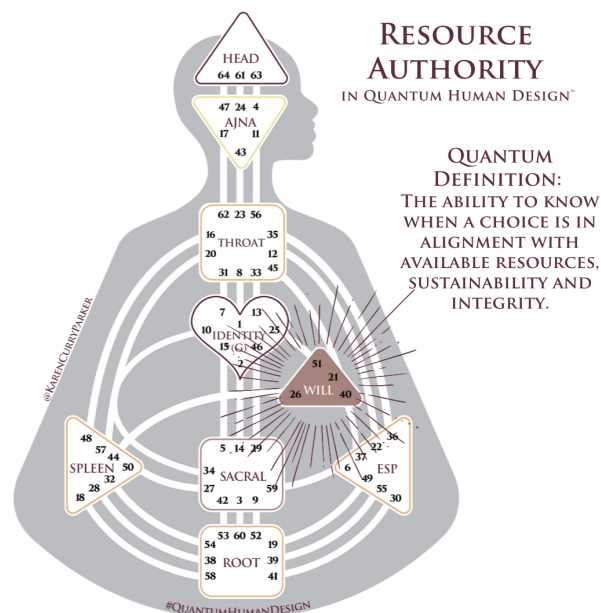 RESOURCE
AUTHORITY
IN QUANTUM HUMAN DESIGN™
QUANTUM
DEFINITION:
THE ABILITY TO KNOW
WHEN A CHOICE IS IN
ALIGNMENT WITH
AVAILABLE RESOURCES,
SUSTAINABILITY AND
INTEGRITY.
HEAD
64 61 63
47 24 4
AJNA
17 11
43
62 23 56
16 35
THROAT
20 12
45
31 8 33
7 13
1
10 25
IDENTITY
(G)
15 46
2
51
21
WILL
26 40
48
57
44
SPLEEN 50
32
28
18
5 14 29
34
SACRAL
27 59
42 3 9
36
22
37
6 ESP
49
55
30
53 60 52
54 19
38 ROOT 39
58 41
@KARENCURRYPARKER
#QUANTUMHUMANDESIGN